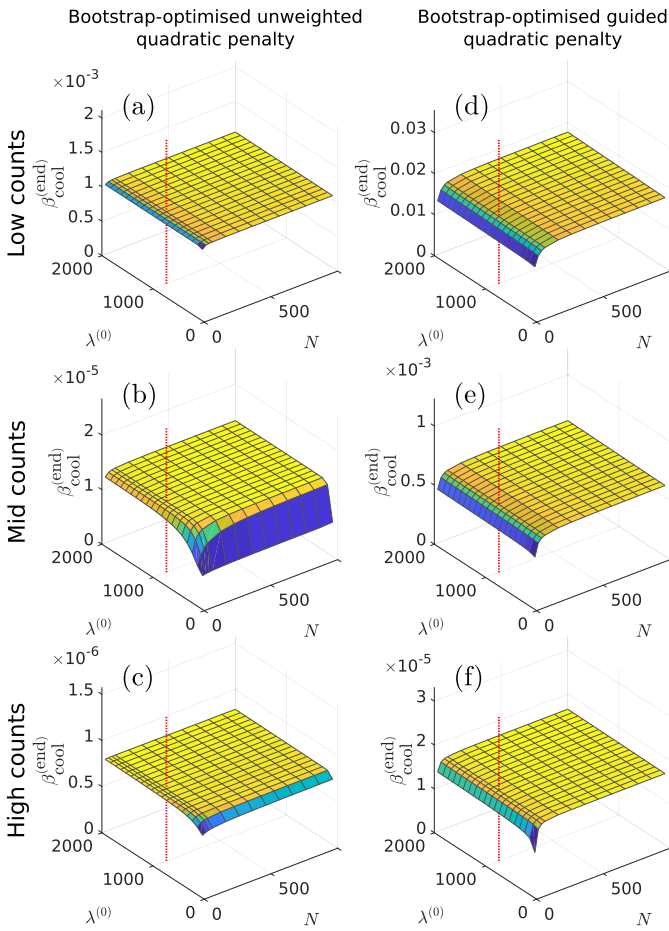 Bootstrap-optimised unweighted
quadratic penalty
Bootstrap-optimised guided
quadratic penalty
Low counts
×10⁻³
(a)
2
1.5
1
0.5
0
β_cool^(end)
2000
1000
0
λ⁽⁰⁾
0
500
N
(d)
0.03
0.02
0.01
0
β_cool^(end)
2000
1000
0
λ⁽⁰⁾
0
500
N
Mid counts
×10⁻⁵
(b)
2
1
0
β_cool^(end)
2000
1000
0
λ⁽⁰⁾
0
500
N
×10⁻³
(e)
1
0.5
0
β_cool^(end)
2000
1000
0
λ⁽⁰⁾
0
500
N
High counts
×10⁻⁶
(c)
1.5
1
0.5
0
β_cool^(end)
2000
1000
0
λ⁽⁰⁾
0
500
N
×10⁻⁵
(f)
3
2
1
0
β_cool^(end)
2000
1000
0
λ⁽⁰⁾
0
500
N